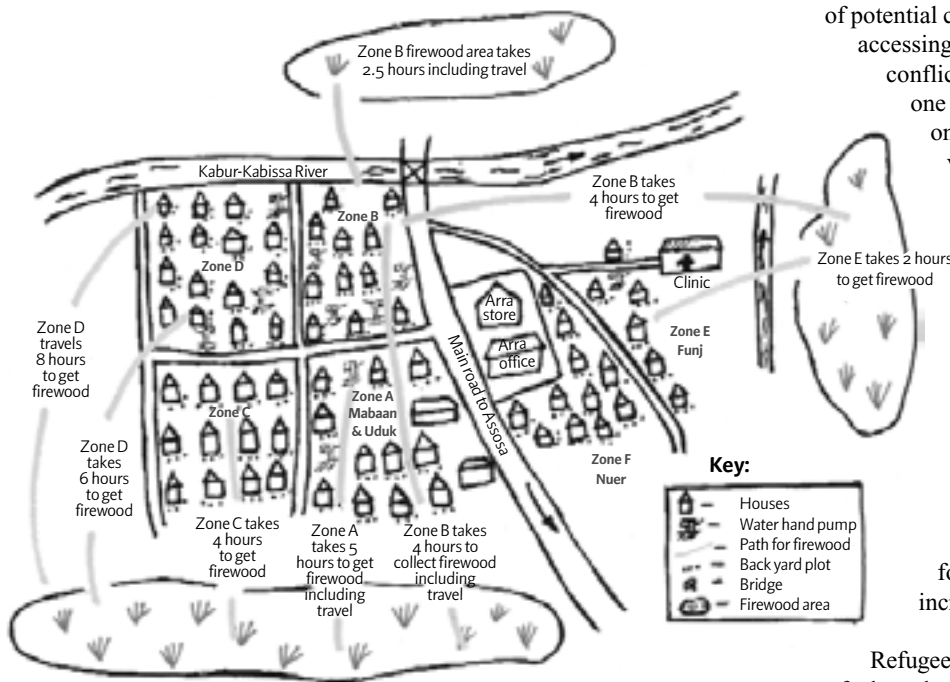 of potential c
accessing
conflic
one
on
Zone B firewood area takes
2.5 hours including travel
Kabur-Kabissa River
Zone B takes
4 hours to get
firewood
Zone B
Zone D
Zone E takes 2 hours
to get firewood
Clinic
Arra
store
Arra
office
Zone E
Funj
Zone D
travels
8 hours
to get
firewood
Main road to Assosa
Zone C
Zone A
Mabaan
& Uduk
Zone F
Nuer
Zone D
takes
6 hours
to get
firewood
Zone C takes
4 hours
to get
firewood
Zone A
takes 5
hours to get
firewood
including
travel
Zone B takes
4 hours to
collect firewood
including
travel
Key:
Houses
Water hand pump
Path for firewood
Back yard plot
Bridge
Firewood area
fo
inc
Refugee